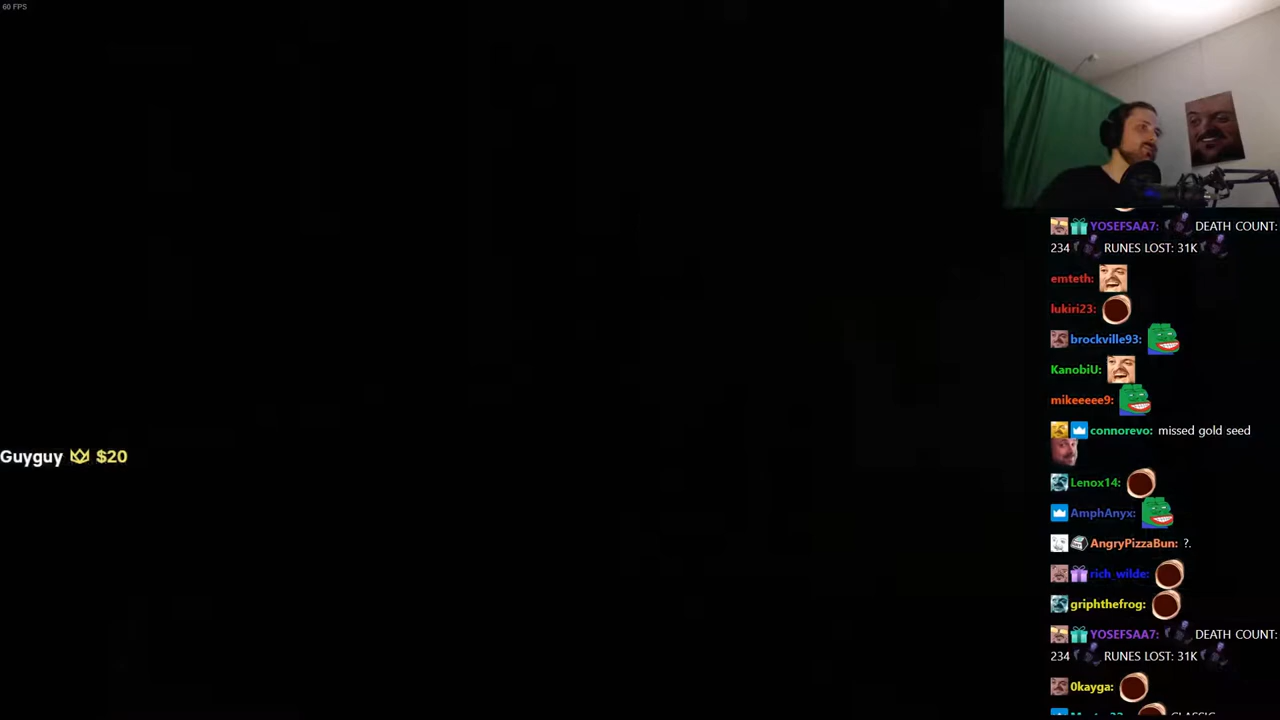 60 FPS
YOSEFSAA7: DEATH COUNT:
234 RUNES LOST: 31K
emteth:
lukiri23:
brockville93:
KanobiU:
mikeeeee9:
connorevo: missed gold seed
Guyguy $20
Lenox14:
AmphAnyx:
AngryPizzaBun: ?.
rich_wilde:
griphthefrog:
YOSEFSAA7: DEATH COUNT:
234 RUNES LOST: 31K
0kayga:
CLASSIC